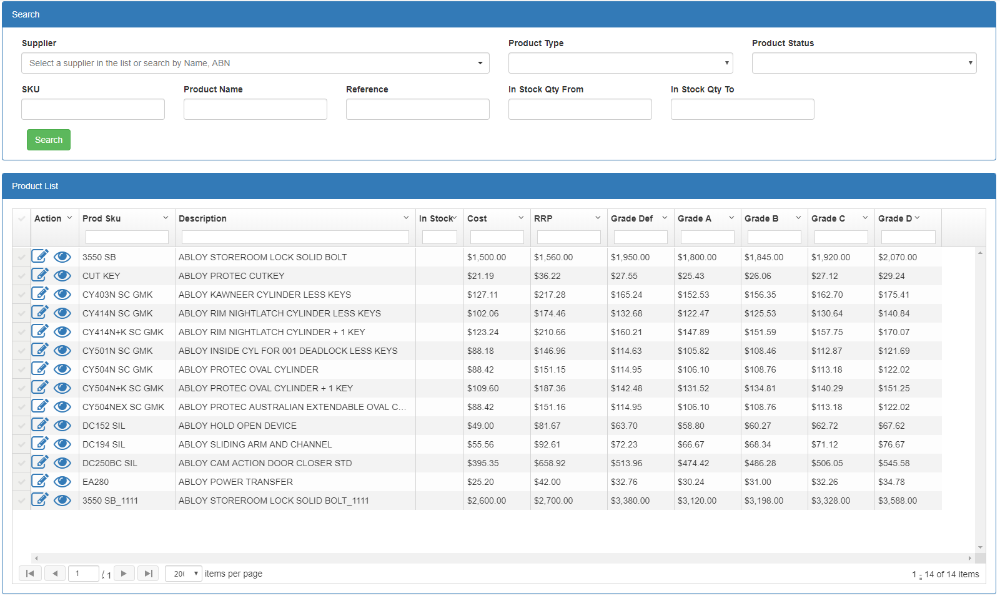 Search
Supplier Product Type Product Status
Select a supplier in the list or search by Name, ABN
SKU Product Name Reference In Stock Qty From In Stock Qty To
Search
Product List
Action Prod Sku Description In Stock Cost RRP Grade Def Grade A Grade B Grade C Grade D
3550 SB ABLOY STOREROOM LOCK SOLID BOLT $1,500.00 $1,560.00 $1,950.00 $1,800.00 $1,845.00 $1,920.00 $2,070.00
CUT KEY ABLOY PROTEC CUTKEY $21.19 $36.22 $27.55 $25.43 $26.06 $27.12 $29.24
CY403N SC GMK ABLOY KAWNEER CYLINDER LESS KEYS $127.11 $217.28 $165.24 $152.53 $156.35 $162.70 $175.41
CY414N SC GMK ABLOY RIM NIGHTLATCH CYLINDER LESS KEYS $102.06 $174.46 $132.68 $122.47 $125.53 $130.64 $140.84
CY414N+K SC GMK ABLOY RIM NIGHTLATCH CYLINDER + 1 KEY $123.24 $210.66 $160.21 $147.89 $151.59 $157.75 $170.07
CY501N SC GMK ABLOY INSIDE CYL FOR 001 DEADLOCK LESS KEYS $88.18 $146.96 $114.63 $105.82 $108.46 $112.87 $121.69
CY504N SC GMK ABLOY PROTEC OVAL CYLINDER $88.42 $151.15 $114.95 $106.10 $108.76 $113.18 $122.02
CY504N+K SC GMK ABLOY PROTEC OVAL CYLINDER + 1 KEY $109.60 $187.36 $142.48 $131.52 $134.81 $140.29 $151.25
CY504NEX SC GMK ABLOY PROTEC AUSTRALIAN EXTENDABLE OVAL C... $88.42 $151.16 $114.95 $106.10 $108.76 $113.18 $122.02
DC152 SIL ABLOY HOLD OPEN DEVICE $49.00 $81.67 $63.70 $58.80 $60.27 $62.72 $67.62
DC194 SIL ABLOY SLIDING ARM AND CHANNEL $55.56 $92.61 $72.23 $66.67 $68.34 $71.12 $76.67
DC250BC SIL ABLOY CAM ACTION DOOR CLOSER STD $395.35 $658.92 $513.96 $474.42 $486.28 $506.05 $545.58
EA280 ABLOY POWER TRANSFER $25.20 $42.00 $32.76 $30.24 $31.00 $32.26 $34.78
3550 SB_1111 ABLOY STOREROOM LOCK SOLID BOLT_1111 $2,600.00 $2,700.00 $3,380.00 $3,120.00 $3,198.00 $3,328.00 $3,588.00
1 / 1 200 items per page 1 - 14 of 14 items